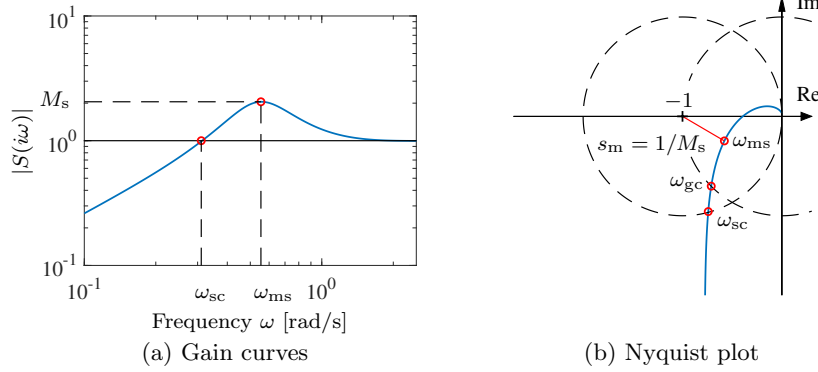 10^1
M_s
10^0
10^{-1}
|S(iω)|
10^{-1}
ω_sc
ω_ms
10^0
Frequency ω [rad/s]
(a) Gain curves
Im
Re
−1
s_m = 1/M_s
ω_ms
ω_gc
ω_sc
(b) Nyquist plot